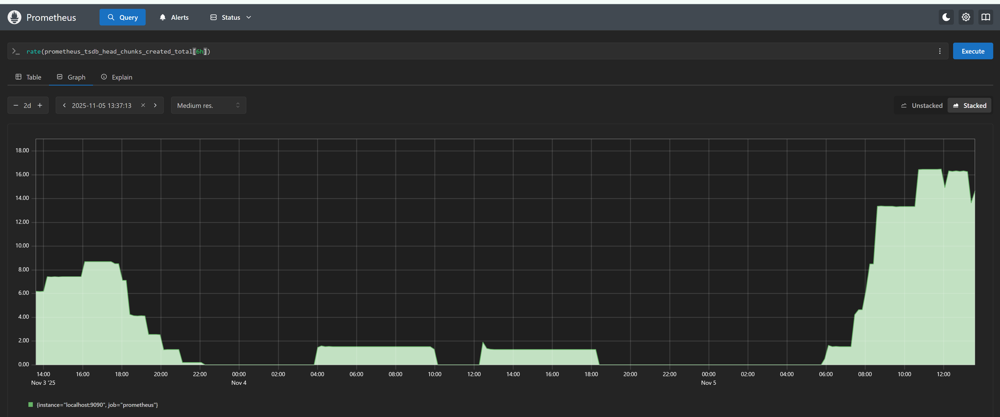 Prometheus Query Alerts Status
rate(prometheus_tsdb_head_chunks_created_total[6h]) Execute
Table Graph Explain
2d 2025-11-05 13:37:13 Medium res. Unstacked Stacked
18.00
16.00
14.00
12.00
10.00
8.00
6.00
4.00
2.00
0.00
14:00 16:00 18:00 20:00 22:00 00:00 02:00 04:00 06:00 08:00 10:00 12:00 14:00 16:00 18:00 20:00 22:00 00:00 02:00 04:00 06:00 08:00 10:00 12:00
Nov 3 '25 Nov 4 Nov 5
{instance="localhost:9090", job="prometheus"}